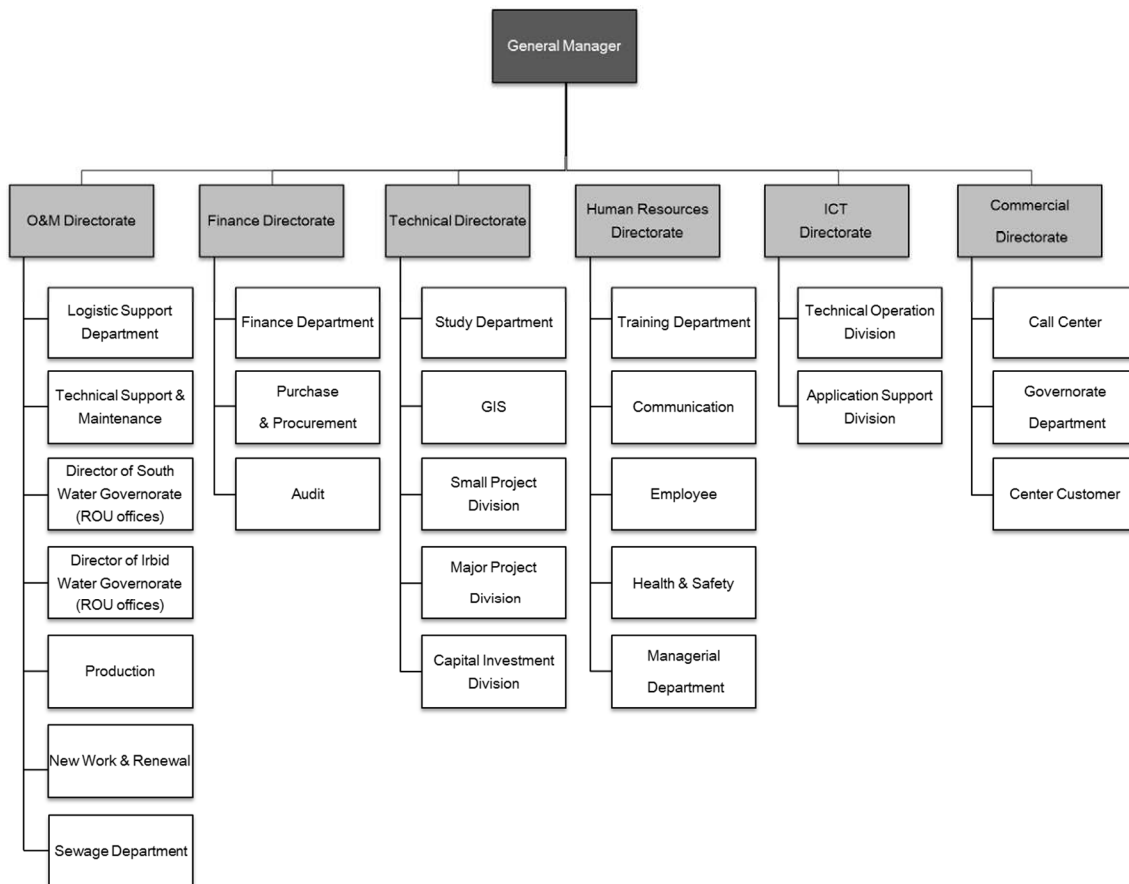 General Manager
O&M Directorate
Finance Directorate
Technical Directorate
Human Resources
Directorate
ICT
Directorate
Commercial
Directorate
Logistic Support
Department
Technical Support &
Maintenance
Director of South
Water Governorate
(ROU offices)
Director of Irbid
Water Governorate
(ROU offices)
Production
New Work & Renewal
Sewage Department
Finance Department
Purchase
& Procurement
Audit
Study Department
GIS
Small Project
Division
Major Project
Division
Capital Investment
Division
Training Department
Communication
Employee
Health & Safety
Managerial
Department
Technical Operation
Division
Application Support
Division
Call Center
Governorate
Department
Center Customer